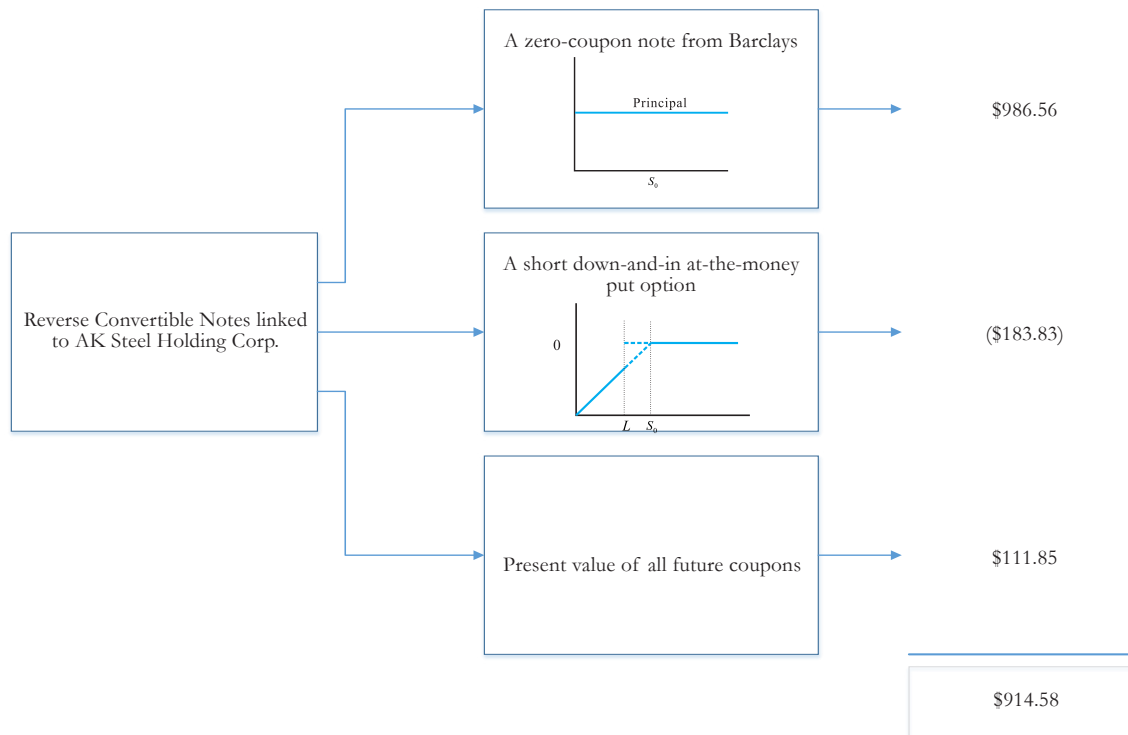 A zero-coupon note from Barclays
Principal
S₀
$986.56
Reverse Convertible Notes linked
to AK Steel Holding Corp.
A short down-and-in at-the-money
put option
0
L S₀
($183.83)
Present value of all future coupons
$111.85
$914.58